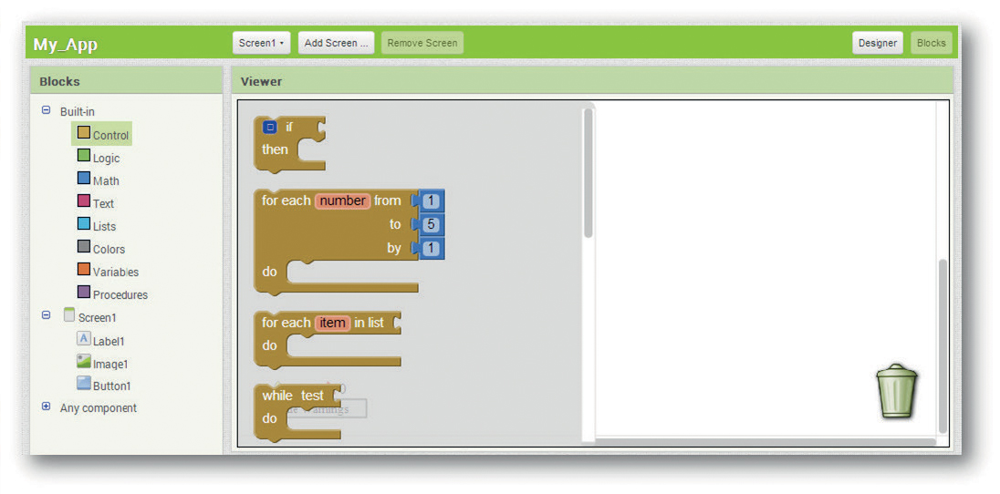 My_App Screen1 Add Screen ... Remove Screen Designer Blocks
Blocks
Built-in
Control
Logic
Math
Text
Lists
Colors
Variables
Procedures
Screen1
Label1
Image1
Button1
Any component
Viewer
if
then
for each number from 1
to 5
by 1
do
for each item in list
do
while test
do